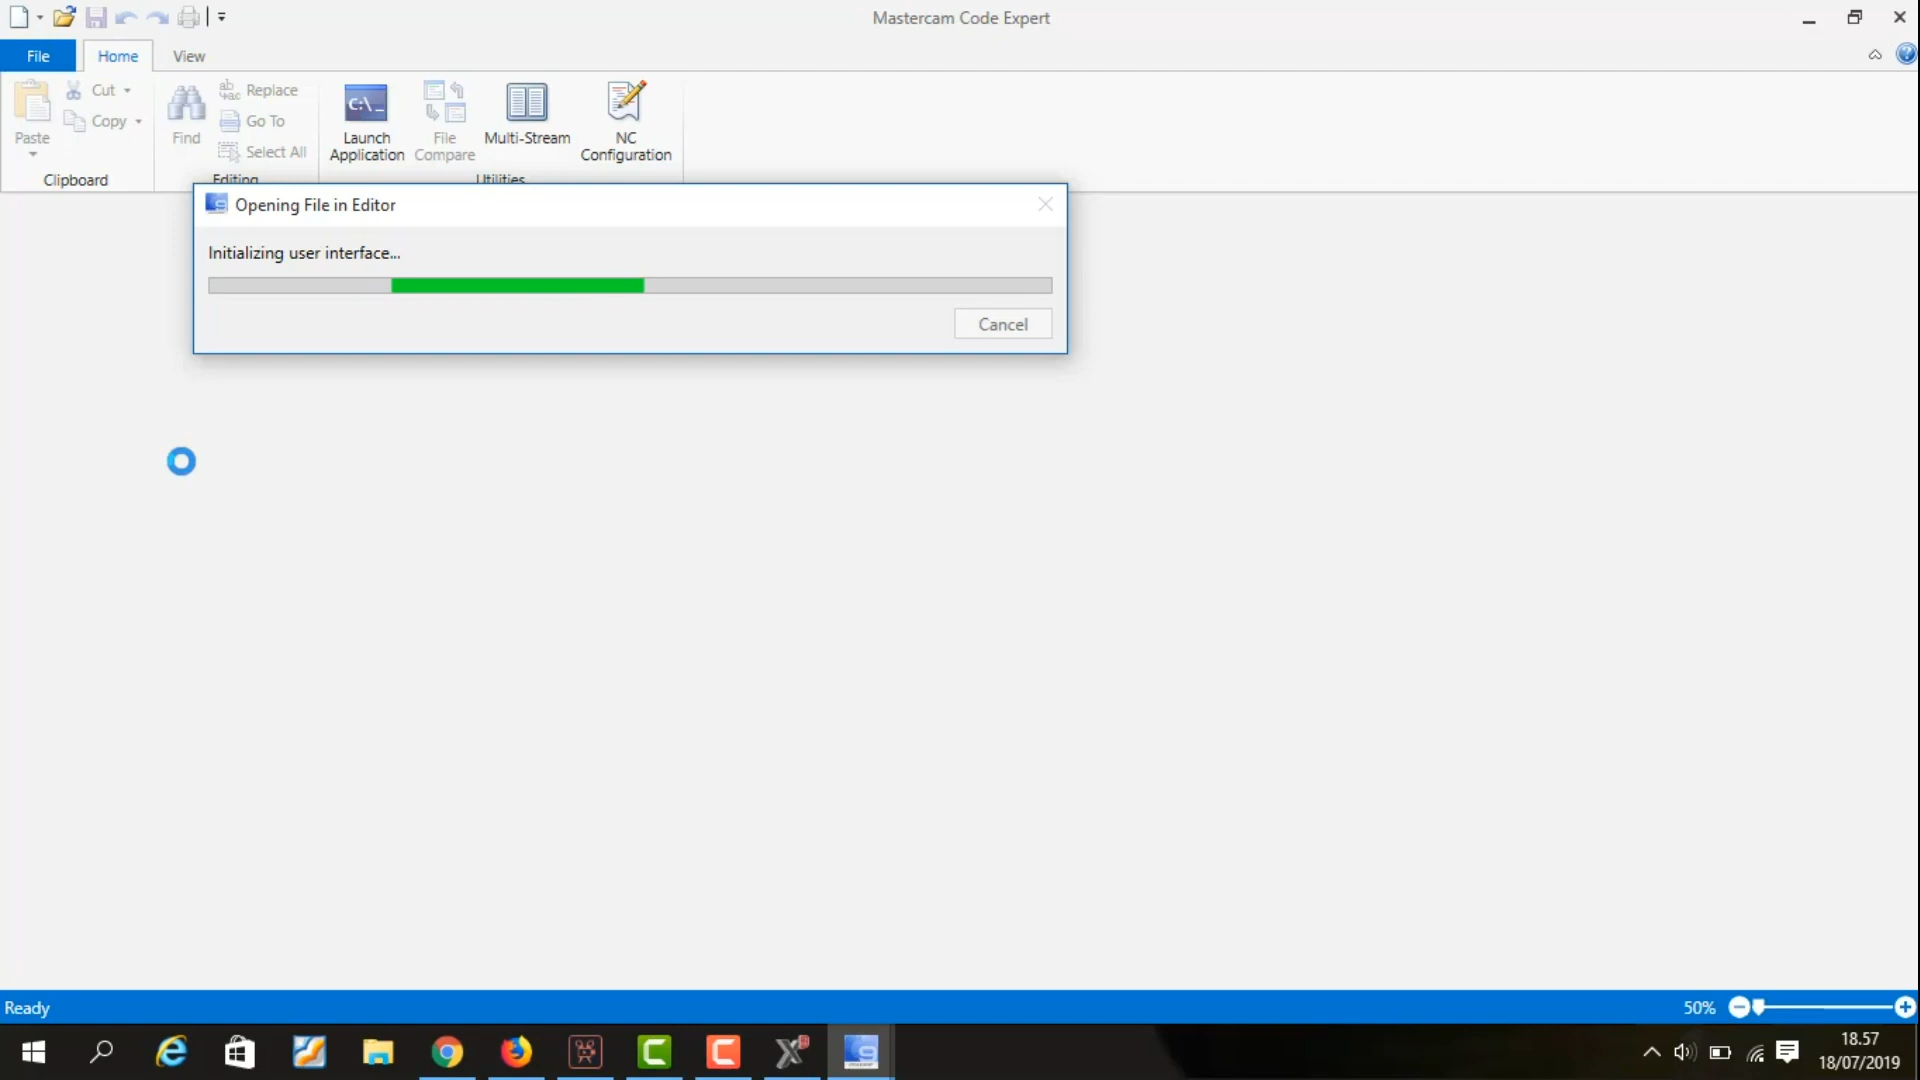 Mastercam Code Expert
File Home View
Paste
Cut
Copy
Clipboard
Find
ab Replace
ac
Go To
Select All
Editing
C:\_
Launch Application
File Compare
Multi-Stream
NC Configuration
Utilities
Opening File in Editor
Initializing user interface...
Cancel
Ready
50%
18.57
18/07/2019